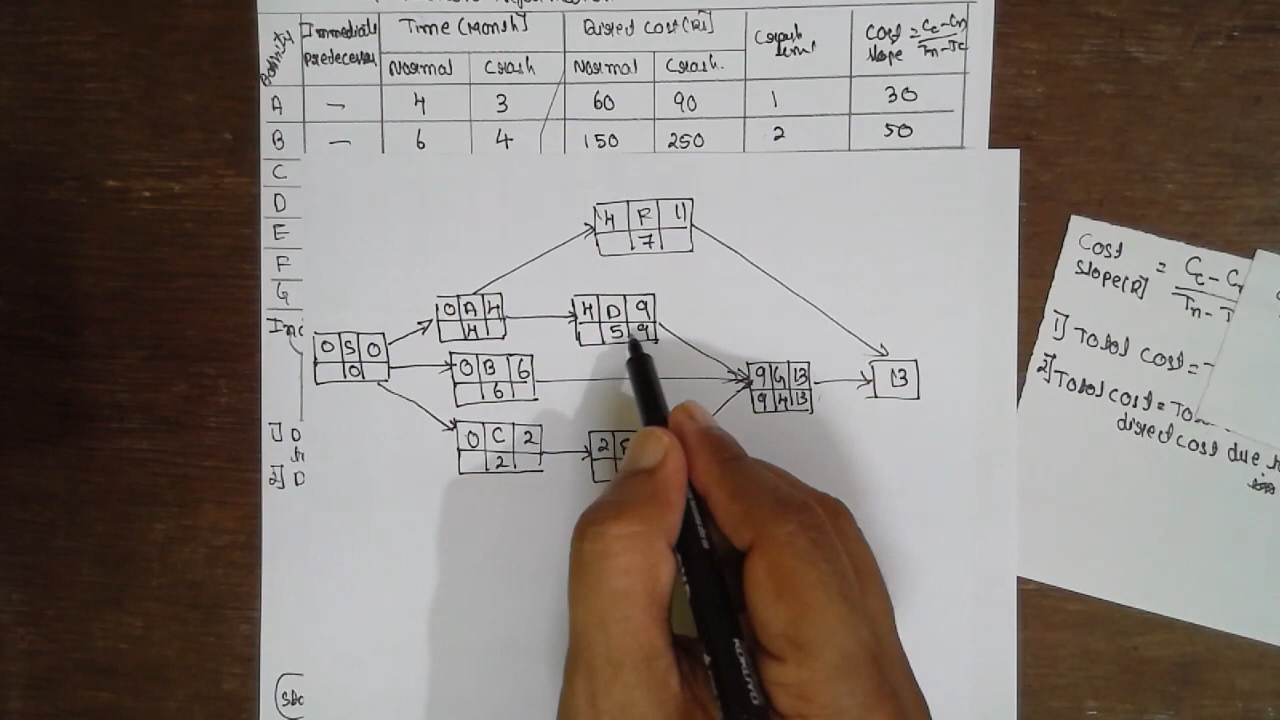 Immediate Time (Month) Direct cost (Rs] Cost = Cc - Cn
Predecessor Normal Crash Normal Crash. slope Tn - Tc
A — 4 3 60 90 1 30
B — 6 4 150 250 2 50
C
D
E
F
G
4 F 11
7
0 A 4
4
4 D 9
5 9
0 S 0
0
0 B 6
6
9 G 13
9 4 13
13
0 C 2
2
2
1] D
2] D
Cost = Cc - C
slope(R] Tn - T
1] Total cost =
2] Total cost = To
direct cost due